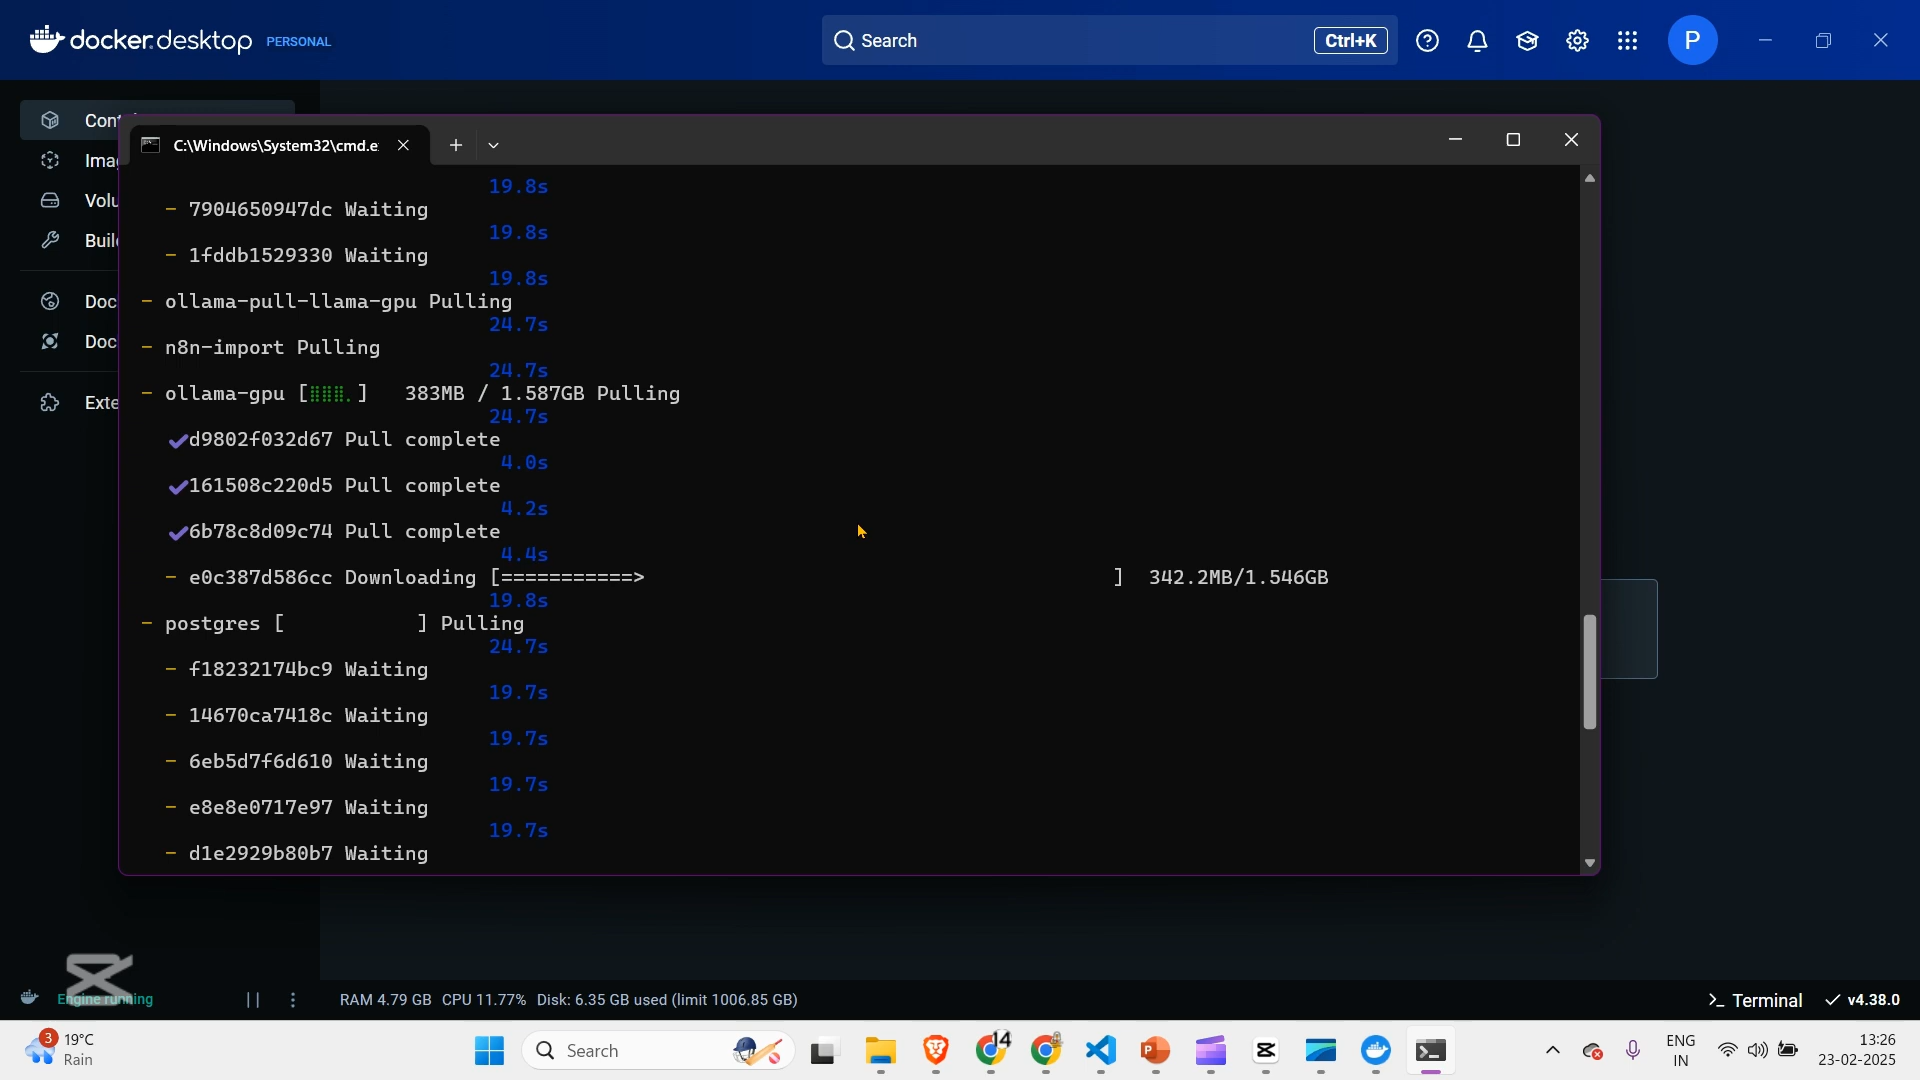 docker.desktop PERSONAL
Search
Ctrl+K
P
Cont
Ima
Volu
Buil
Doc
Doc
Exte
C:\Windows\System32\cmd.e
19.8s
- 7904650947dc Waiting
19.8s
- 1fddb1529330 Waiting
19.8s
- ollama-pull-llama-gpu Pulling
24.7s
- n8n-import Pulling
24.7s
- ollama-gpu [⣿⣿⣿.] 383MB / 1.587GB Pulling
24.7s
✔d9802f032d67 Pull complete
4.0s
✔161508c220d5 Pull complete
4.2s
✔6b78c8d09c74 Pull complete
4.4s
- e0c387d586cc Downloading [===========> ] 342.2MB/1.546GB
19.8s
- postgres [ ] Pulling
24.7s
- f18232174bc9 Waiting
19.7s
- 14670ca7418c Waiting
19.7s
- 6eb5d7f6d610 Waiting
19.7s
- e8e8e0717e97 Waiting
19.7s
- d1e2929b80b7 Waiting
Engine running
RAM 4.79 GB CPU 11.77% Disk: 6.35 GB used (limit 1006.85 GB)
Terminal
v4.38.0
3
19°C
Rain
Search
14
ENG
IN
13:26
23-02-2025